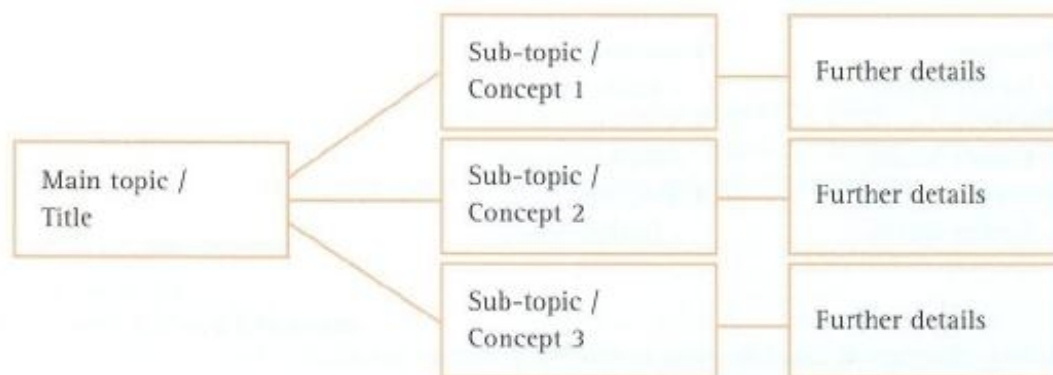 Main topic /
Title
Sub-topic /
Concept 1
Further details
Sub-topic /
Concept 2
Further details
Sub-topic /
Concept 3
Further details